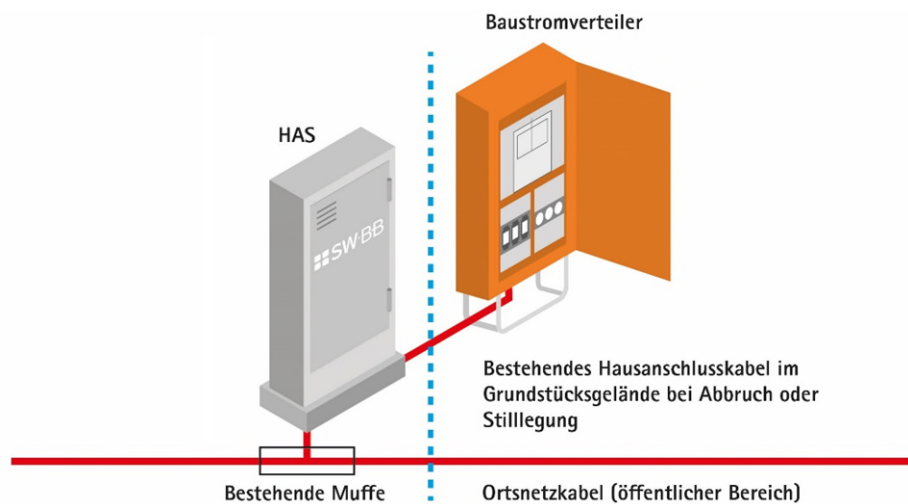 Baustromverteiler
HAS
SW·BB
Bestehendes Hausanschlusskabel im
Grundstücksgelände bei Abbruch oder
Stilllegung
Bestehende Muffe
Ortsnetzkabel (öffentlicher Bereich)